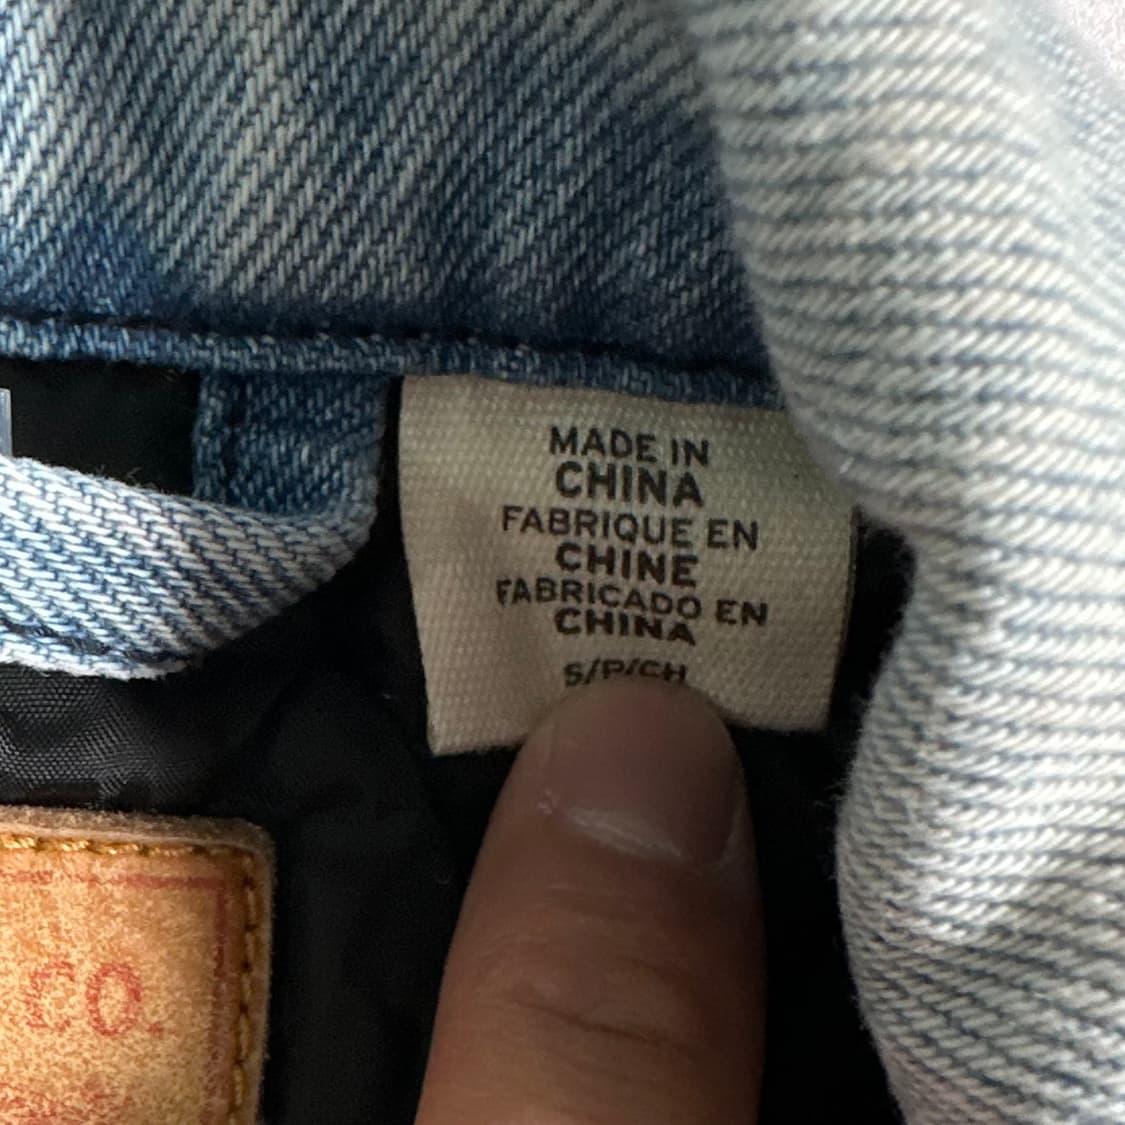 MADE IN
CHINA
FABRIQUE EN
CHINE
FABRICADO EN
CHINA
S/P/CH
CO.